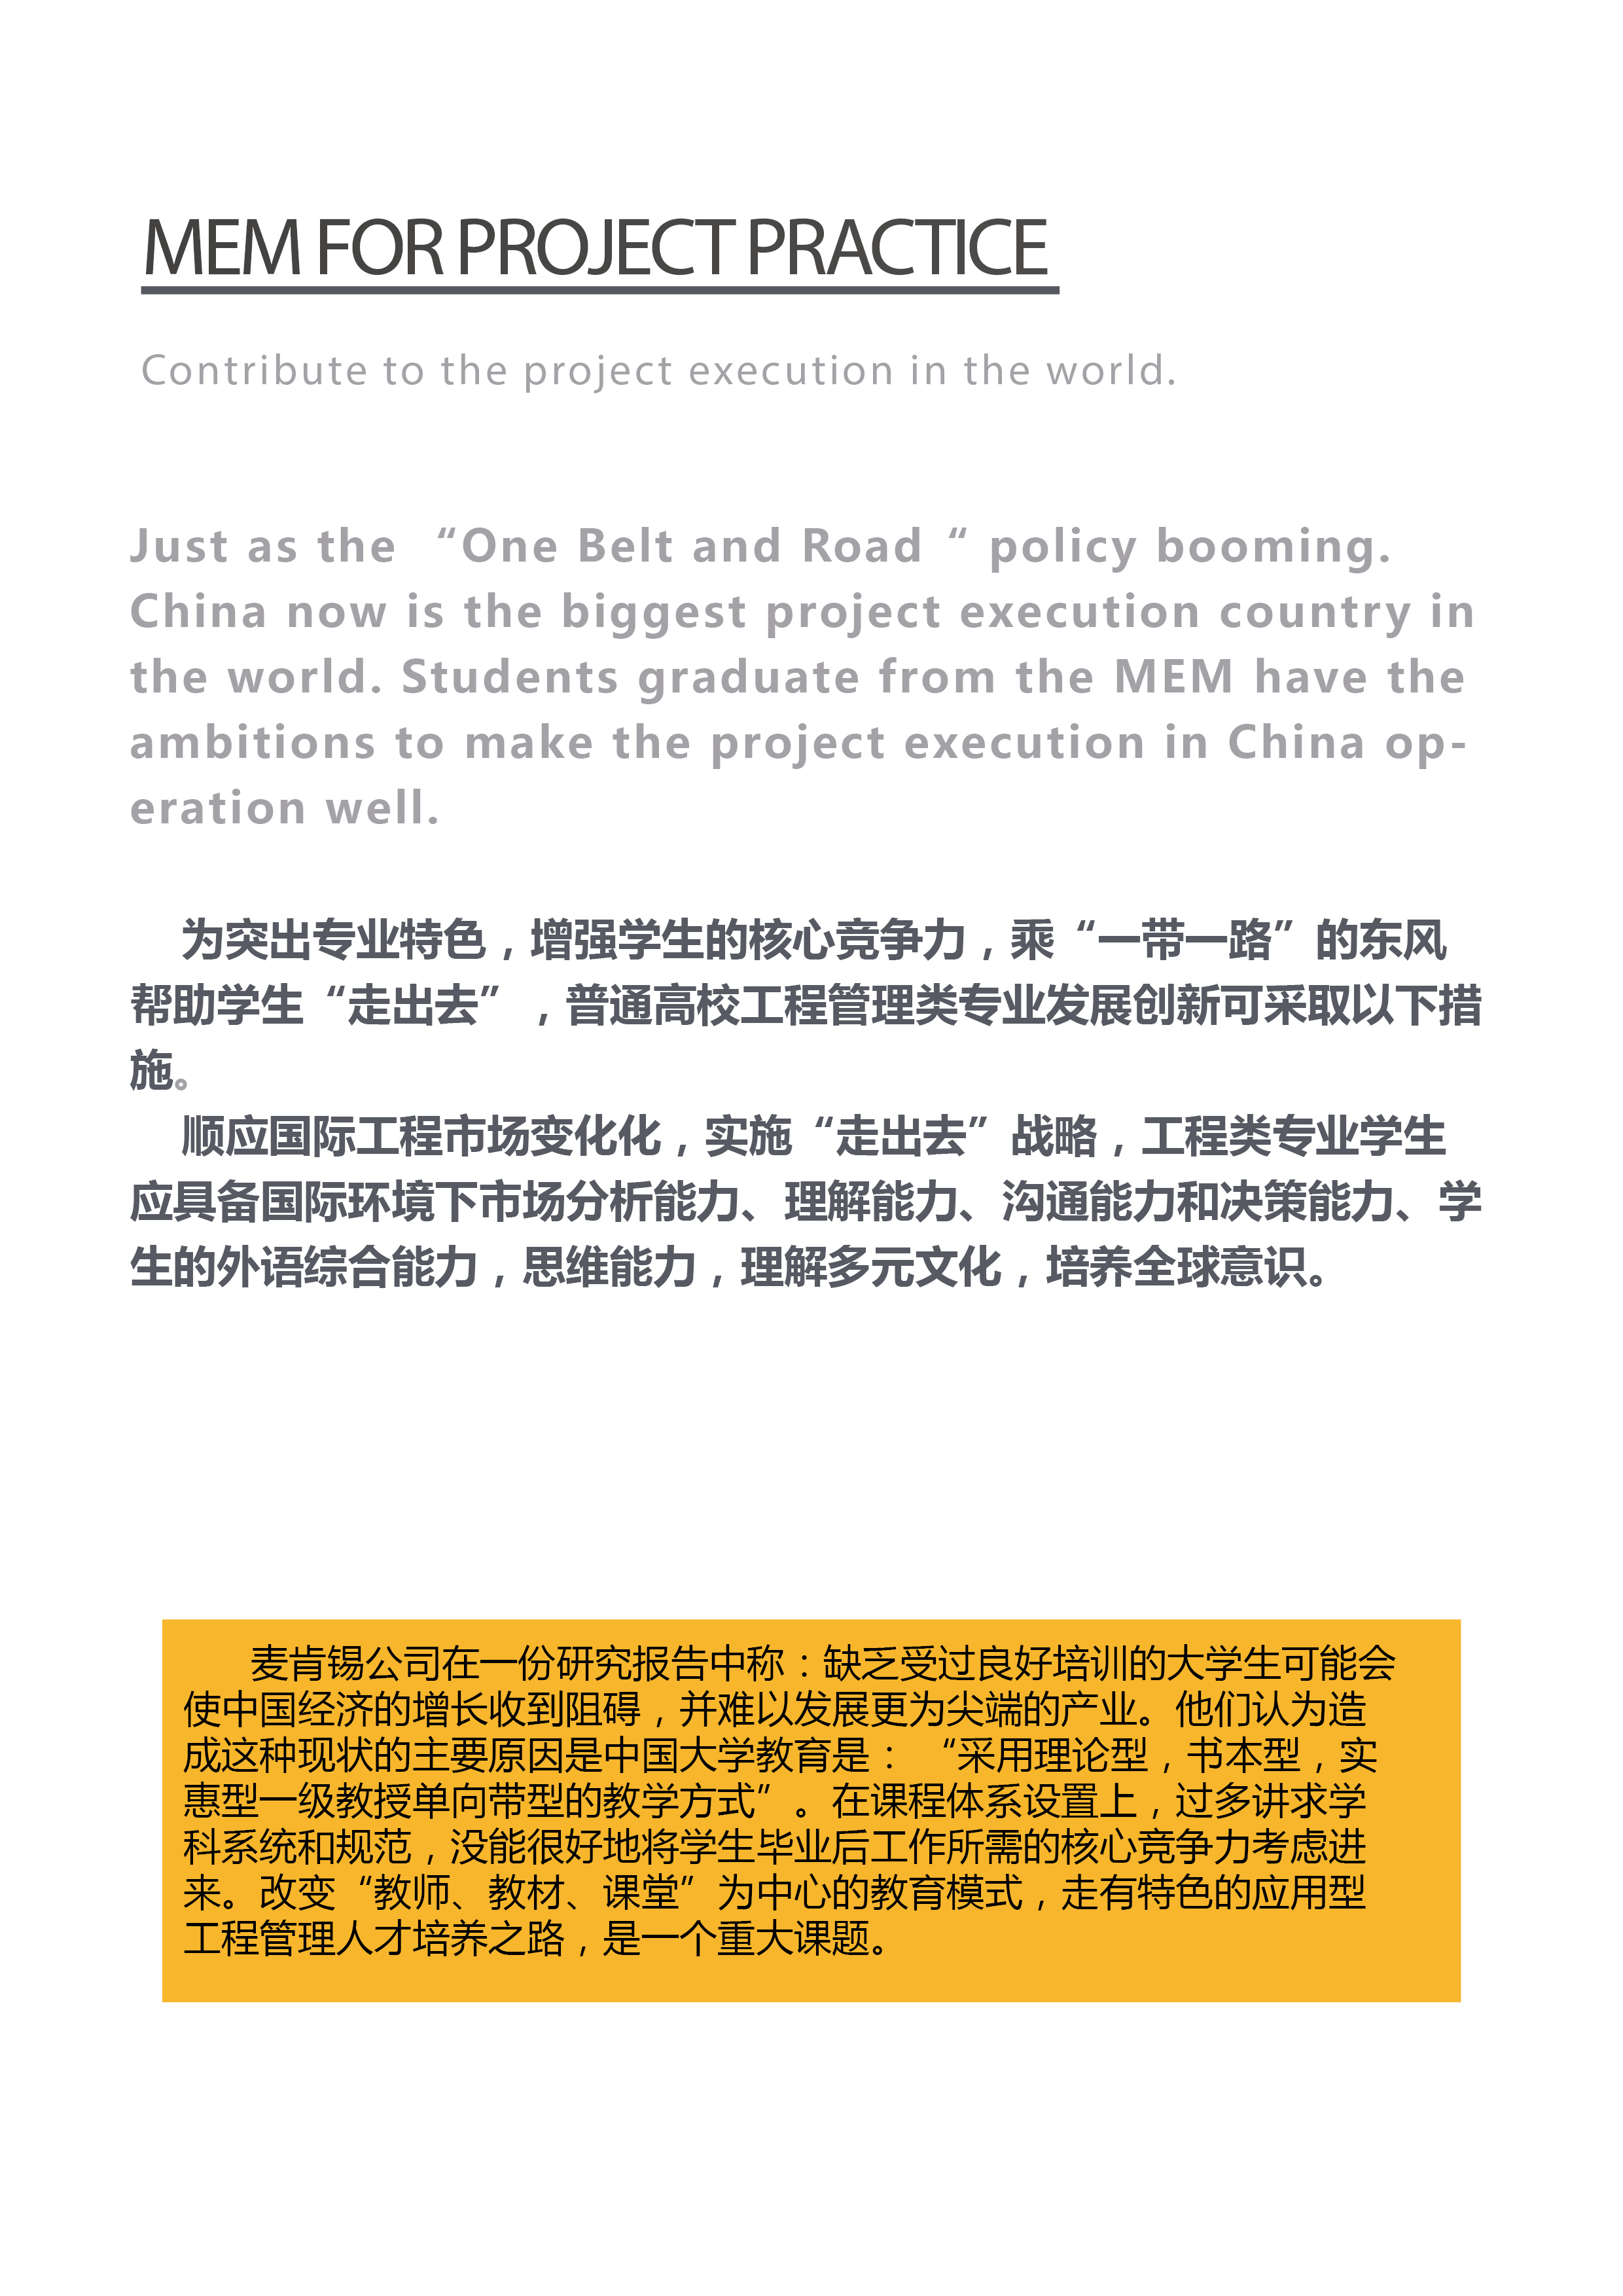 MEM FOR PROJECT PRACTICE
Contribute to the project execution in the world.
Just as the “One Belt and Road “ policy booming.
China now is the biggest project execution country in
the world. Students graduate from the MEM have the
ambitions to make the project execution in China op-
eration well.
为突出专业特色，增强学生的核心竞争力，乘“一带一路”的东风
帮助学生“走出去”，普通高校工程管理类专业发展创新可采取以下措
施。
顺应国际工程市场变化化，实施“走出去”战略，工程类专业学生
应具备国际环境下市场分析能力、理解能力、沟通能力和决策能力、学
生的外语综合能力，思维能力，理解多元文化，培养全球意识。
麦肯锡公司在一份研究报告中称：缺乏受过良好培训的大学生可能会
使中国经济的增长收到阻碍，并难以发展更为尖端的产业。他们认为造
成这种现状的主要原因是中国大学教育是：“采用理论型，书本型，实
惠型一级教授单向带型的教学方式”。在课程体系设置上，过多讲求学
科系统和规范，没能很好地将学生毕业后工作所需的核心竞争力考虑进
来。改变“教师、教材、课堂”为中心的教育模式，走有特色的应用型
工程管理人才培养之路，是一个重大课题。